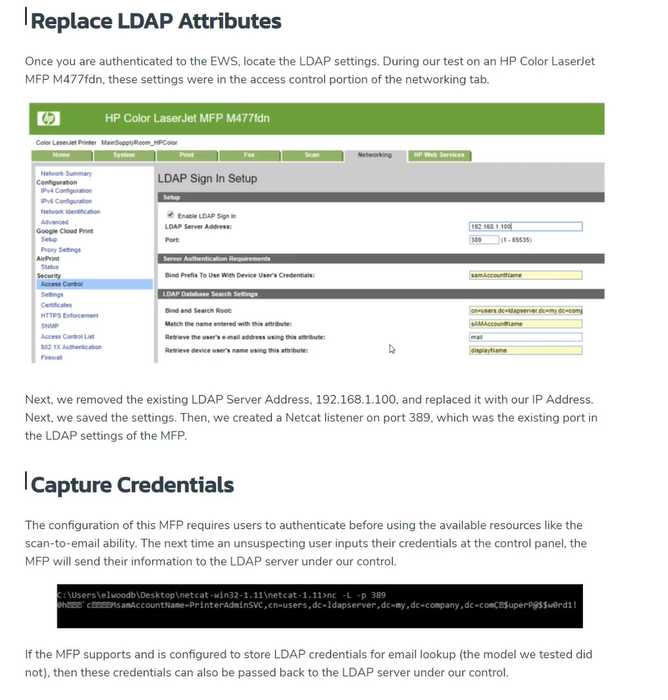 Replace LDAP Attributes
Once you are authenticated to the EWS, locate the LDAP settings. During our test on an HP Color LaserJet
MFP M477fdn, these settings were in the access control portion of the networking tab.
hp
HP Color LaserJet MFP M477fdn
Color LaserJet Printer MainSupplyRoom_HPColor
Home System Print Fax Scan Networking HP Web Services
Network Summary
Configuration
IPv4 Configuration
IPv6 Configuration
Network Identification
Advanced
Google Cloud Print
Setup
Proxy Settings
AirPrint
Status
Security
Access Control
Settings
Certificates
HTTPS Enforcement
SNMP
Access Control List
802.1X Authentication
Firewall
LDAP Sign In Setup
Setup
Enable LDAP Sign In
LDAP Server Address: 192.168.1.100
Port: 389 (1 - 65535)
Server Authentication Requirements
Bind Prefix To Use With Device User's Credentials: samAccountName
LDAP Database Search Settings
Bind and Search Root: cn=users,dc=ldapserver,dc=my,dc=com
Match the name entered with this attribute: sAMAccountName
Retrieve the user's e-mail address using this attribute: mail
Retrieve device user's name using this attribute: displayName
Next, we removed the existing LDAP Server Address, 192.168.1.100, and replaced it with our IP Address.
Next, we saved the settings. Then, we created a Netcat listener on port 389, which was the existing port in
the LDAP settings of the MFP.
Capture Credentials
The configuration of this MFP requires users to authenticate before using the available resources like the
scan-to-email ability. The next time an unsuspecting user inputs their credentials at the control panel, the
MFP will send their information to the LDAP server under our control.
C:\Users\elwoodb\Desktop\netcat-win32-1.11\netcat-1.11>nc -L -p 389
samAccountName=PrinterAdminSVC,cn=users,dc=ldapserver,dc=my,dc=company,dc=com $uperP@$$w0rd1!
If the MFP supports and is configured to store LDAP credentials for email lookup (the model we tested did
not), then these credentials can also be passed back to the LDAP server under our control.